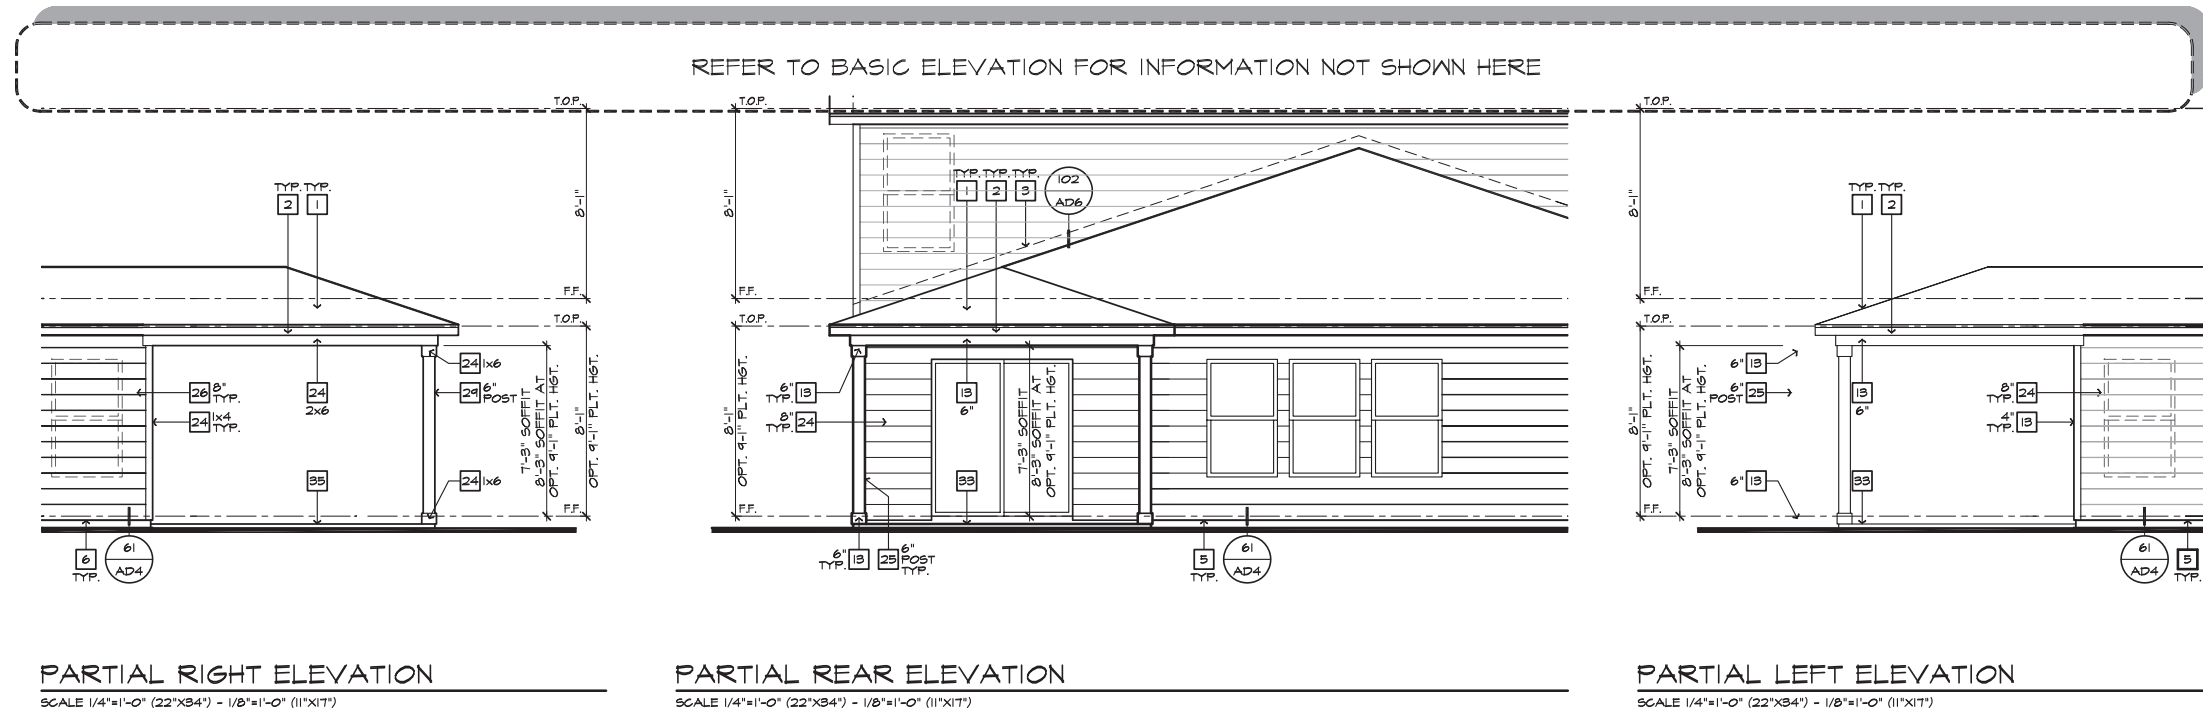 REFER TO BASIC ELEVATION FOR INFORMATION NOT SHOWN HERE
T.O.P.
8'-1"
TYP. TYP.
2 1
F.F.
T.O.P.
24 1x6
26 8"
TYP.
24
2x6
29 6"
POST
24 1x4
TYP.
7'-3" SOFFIT
8'-3" SOFFIT AT
OPT. 9'-1" PLT. HGT.
8'-1"
OPT. 9'-1" PLT. HGT.
35
24 1x6
F.F.
6
TYP.
61
AD4
PARTIAL RIGHT ELEVATION
SCALE 1/4"=1'-0" (22"X34") - 1/8"=1'-0" (11"X17")
T.O.P.
8'-1"
TYP. TYP. TYP.
1 2 3
102
AD6
F.F.
T.O.P.
8'-1"
OPT. 9'-1" PLT. HGT.
6"
TYP. 13
8"
TYP. 24
13
6"
7'-3" SOFFIT
8'-3" SOFFIT AT
OPT. 9'-1" PLT. HGT.
33
F.F.
6"
TYP. 13
25 6"
POST
TYP.
5
TYP.
61
AD4
PARTIAL REAR ELEVATION
SCALE 1/4"=1'-0" (22"X34") - 1/8"=1'-0" (11"X17")
T.O.P.
8'-1"
TYP. TYP.
1 2
F.F.
T.O.P.
8'-1"
OPT. 9'-1" PLT. HGT.
7'-3" SOFFIT
8'-3" SOFFIT AT
OPT. 9'-1" PLT. HGT.
6" 13
6"
POST 25
13
6"
8"
TYP. 24
4"
TYP. 13
6" 13
33
F.F.
61
AD4
5
TYP.
PARTIAL LEFT ELEVATION
SCALE 1/4"=1'-0" (22"X34") - 1/8"=1'-0" (11"X17")